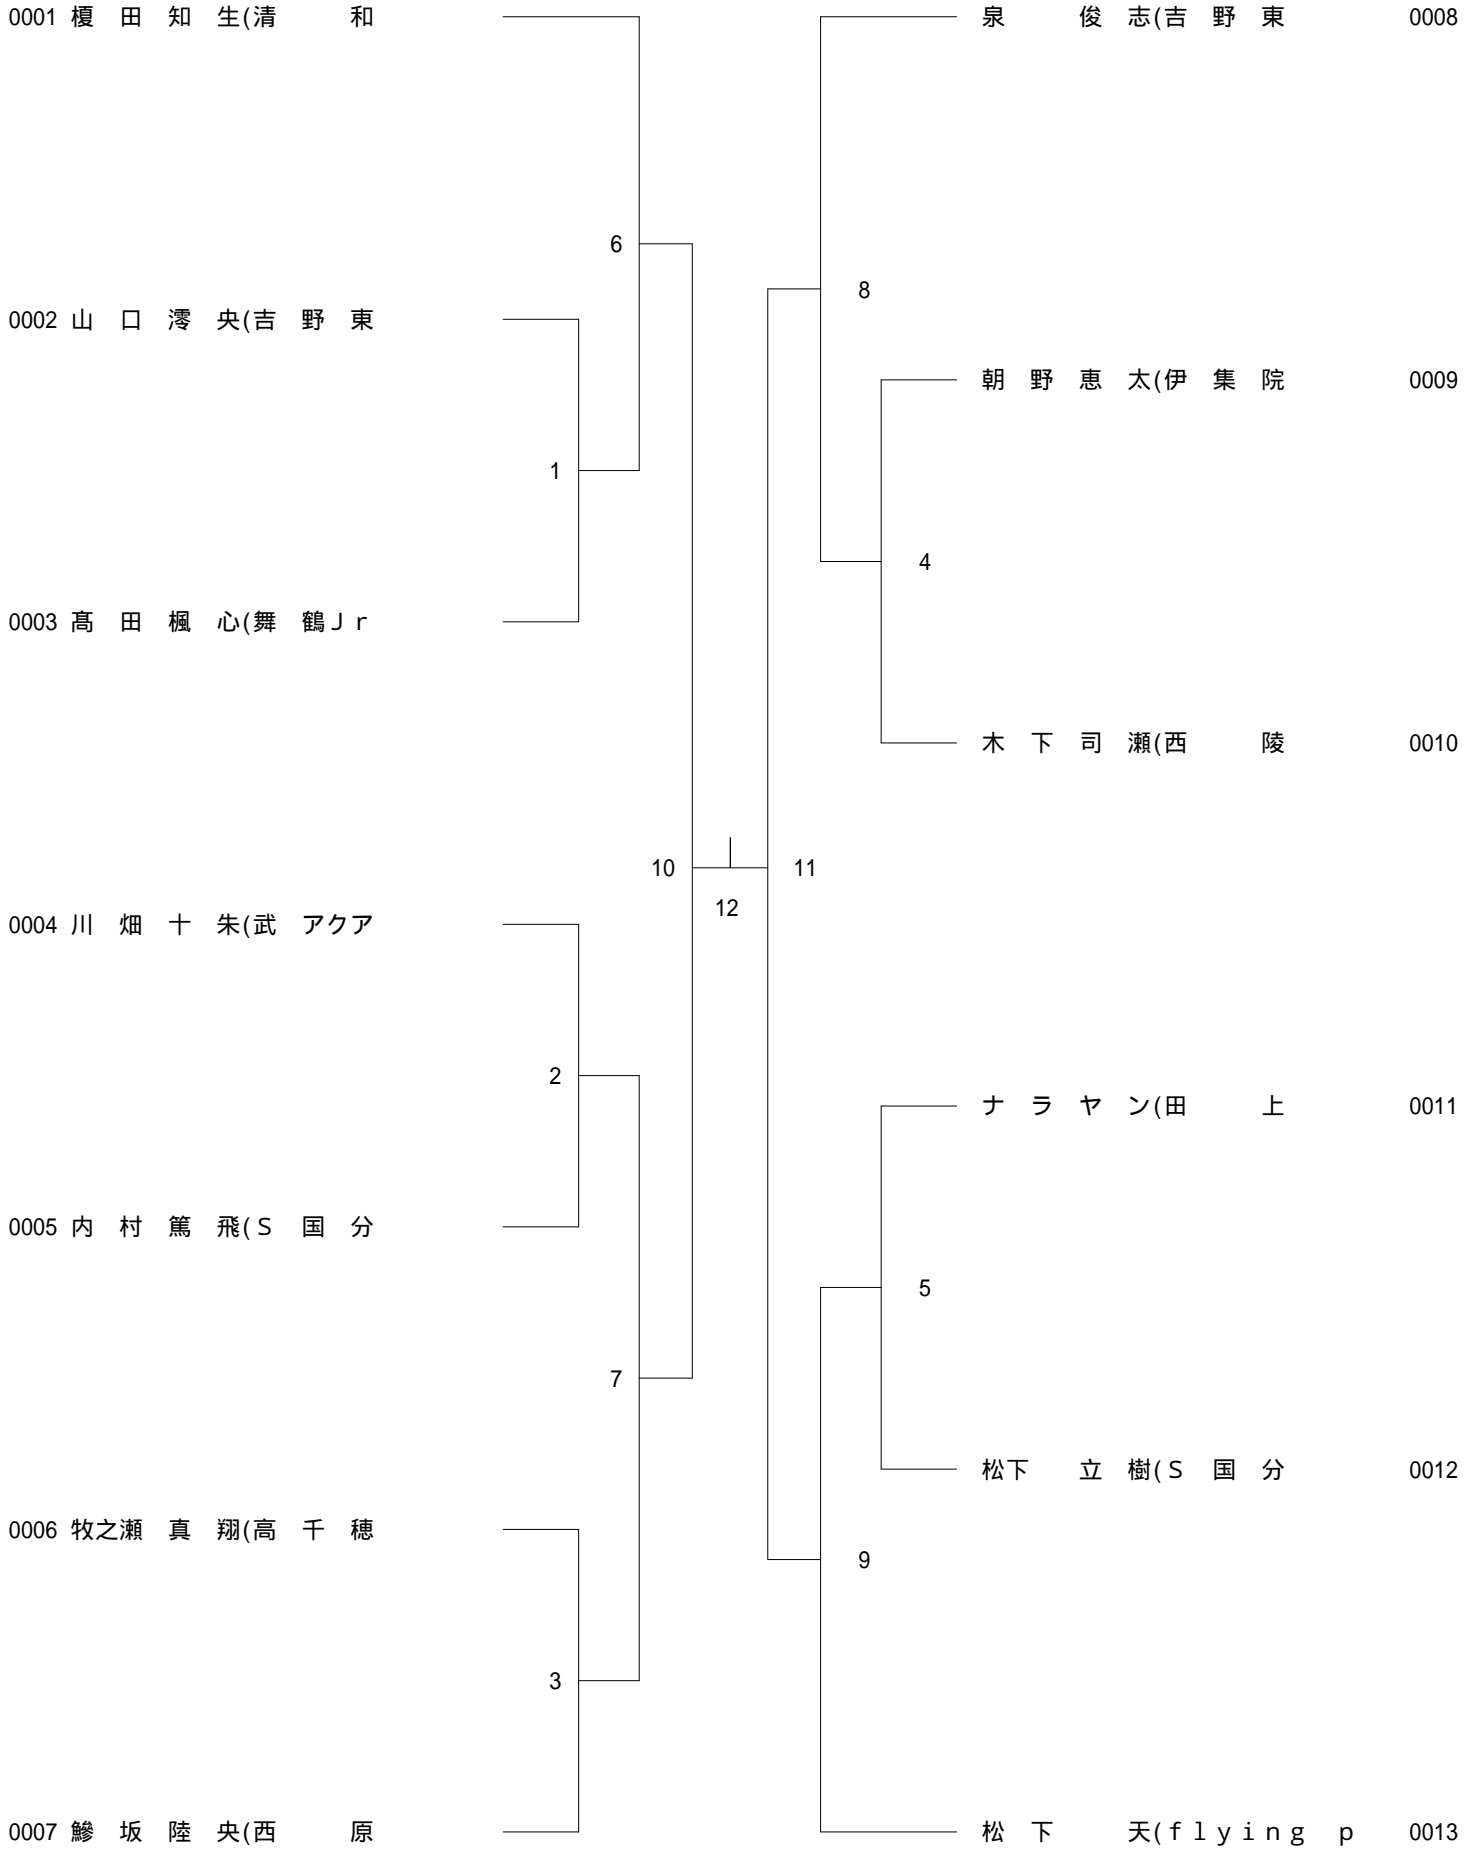 0001 榎　田　知　生(清　　　和
0002 山　口　澪　央(吉　野　東
0003 髙　田　楓　心(舞　鶴Ｊｒ
0004 川　畑　十　朱(武　アクア
0005 内　村　篤　飛(Ｓ　国　分
0006 牧之瀬　真　翔(高　千　穂
0007 鰺　坂　陸　央(西　　　原
6
1
2
7
3
10
12
11
8
4
5
9
泉　　　俊　志(吉　野　東 0008
朝　野　恵　太(伊　集　院 0009
木　下　司　瀬(西　　　陵 0010
ナ　ラ　ヤ　ン(田　　　上 0011
松下　　立　樹(Ｓ　国　分 0012
松　下　　　天(ｆｌｙｉｎｇ　ｐ 0013